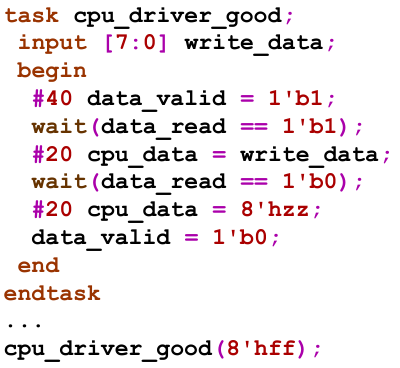 task cpu_driver_good;
input [7:0] write_data;
begin
#40 data_valid = 1'b1;
wait(data_read == 1'b1);
#20 cpu_data = write_data;
wait(data_read == 1'b0);
#20 cpu_data = 8'hzz;
data_valid = 1'b0;
end
endtask
...
cpu_driver_good(8'hff);